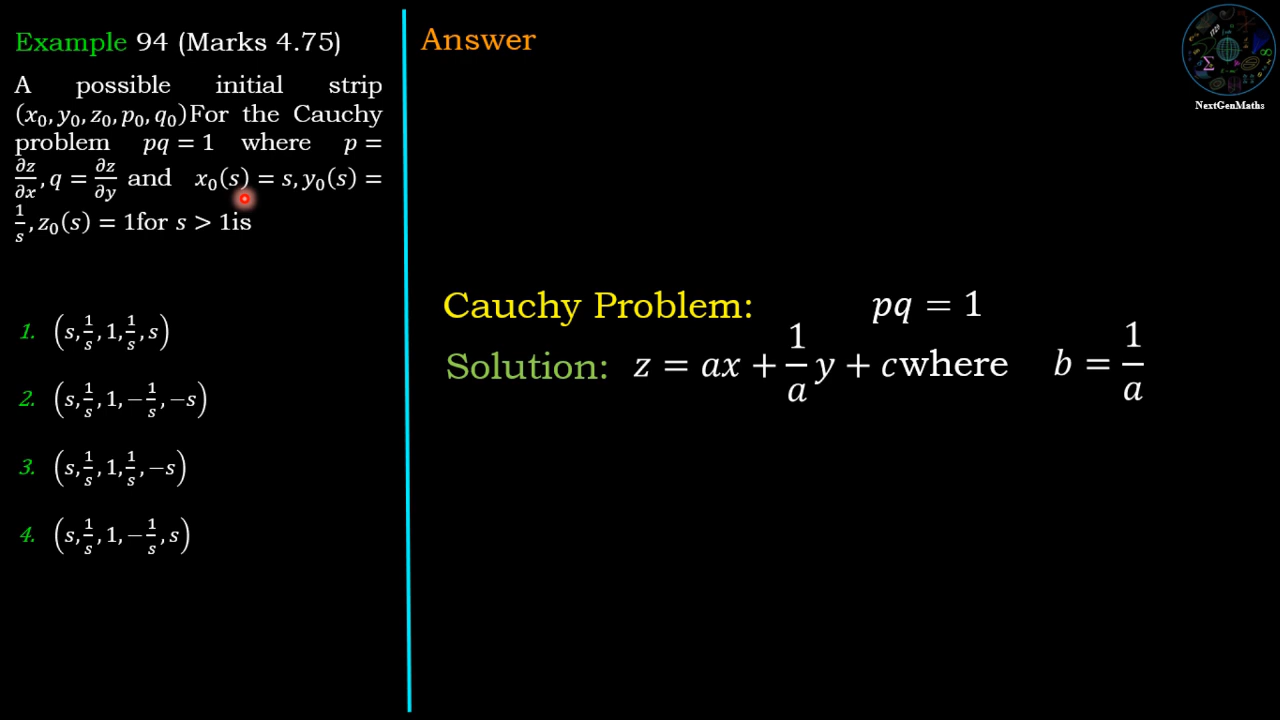 Example 94 (Marks 4.75)
A possible initial strip
(x₀, y₀, z₀, p₀, q₀)For the Cauchy
problem pq = 1 where p =
∂z/∂x, q = ∂z/∂y and x₀(s) = s, y₀(s) =
1/s, z₀(s) = 1for s > 1is
1. (s, 1/s, 1, 1/s, s)
2. (s, 1/s, 1, −1/s, −s)
3. (s, 1/s, 1, 1/s, −s)
4. (s, 1/s, 1, −1/s, s)
Answer
Cauchy Problem: pq = 1
Solution: z = ax + 1/a y + cwhere b = 1/a
NextGenMaths